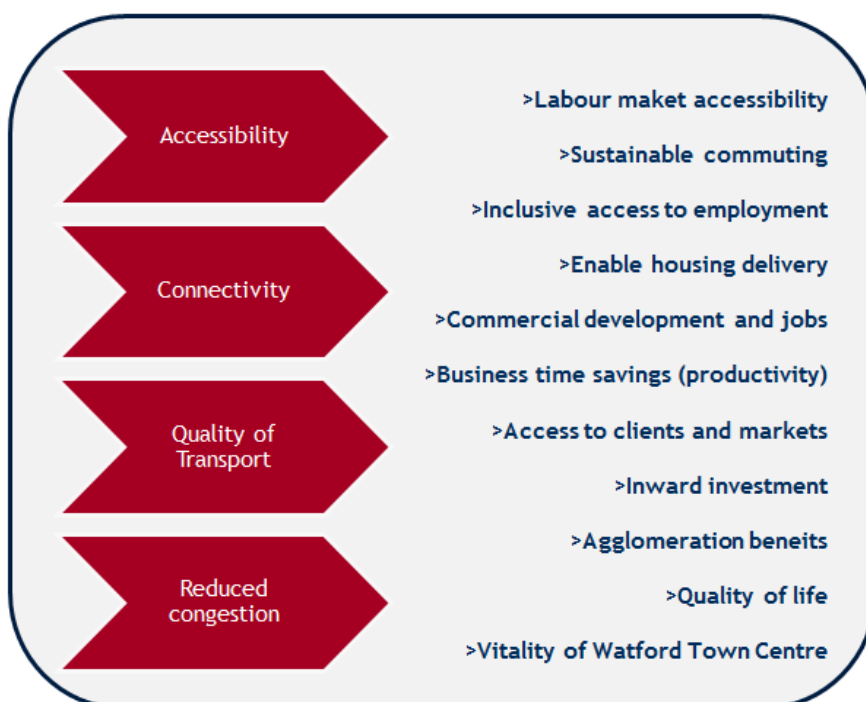 Accessibility
Connectivity
Quality of
Transport
Reduced
congestion
>Labour maket accessibility
>Sustainable commuting
>Inclusive access to employment
>Enable housing delivery
>Commercial development and jobs
>Business time savings (productivity)
>Access to clients and markets
>Inward investment
>Agglomeration beneits
>Quality of life
>Vitality of Watford Town Centre